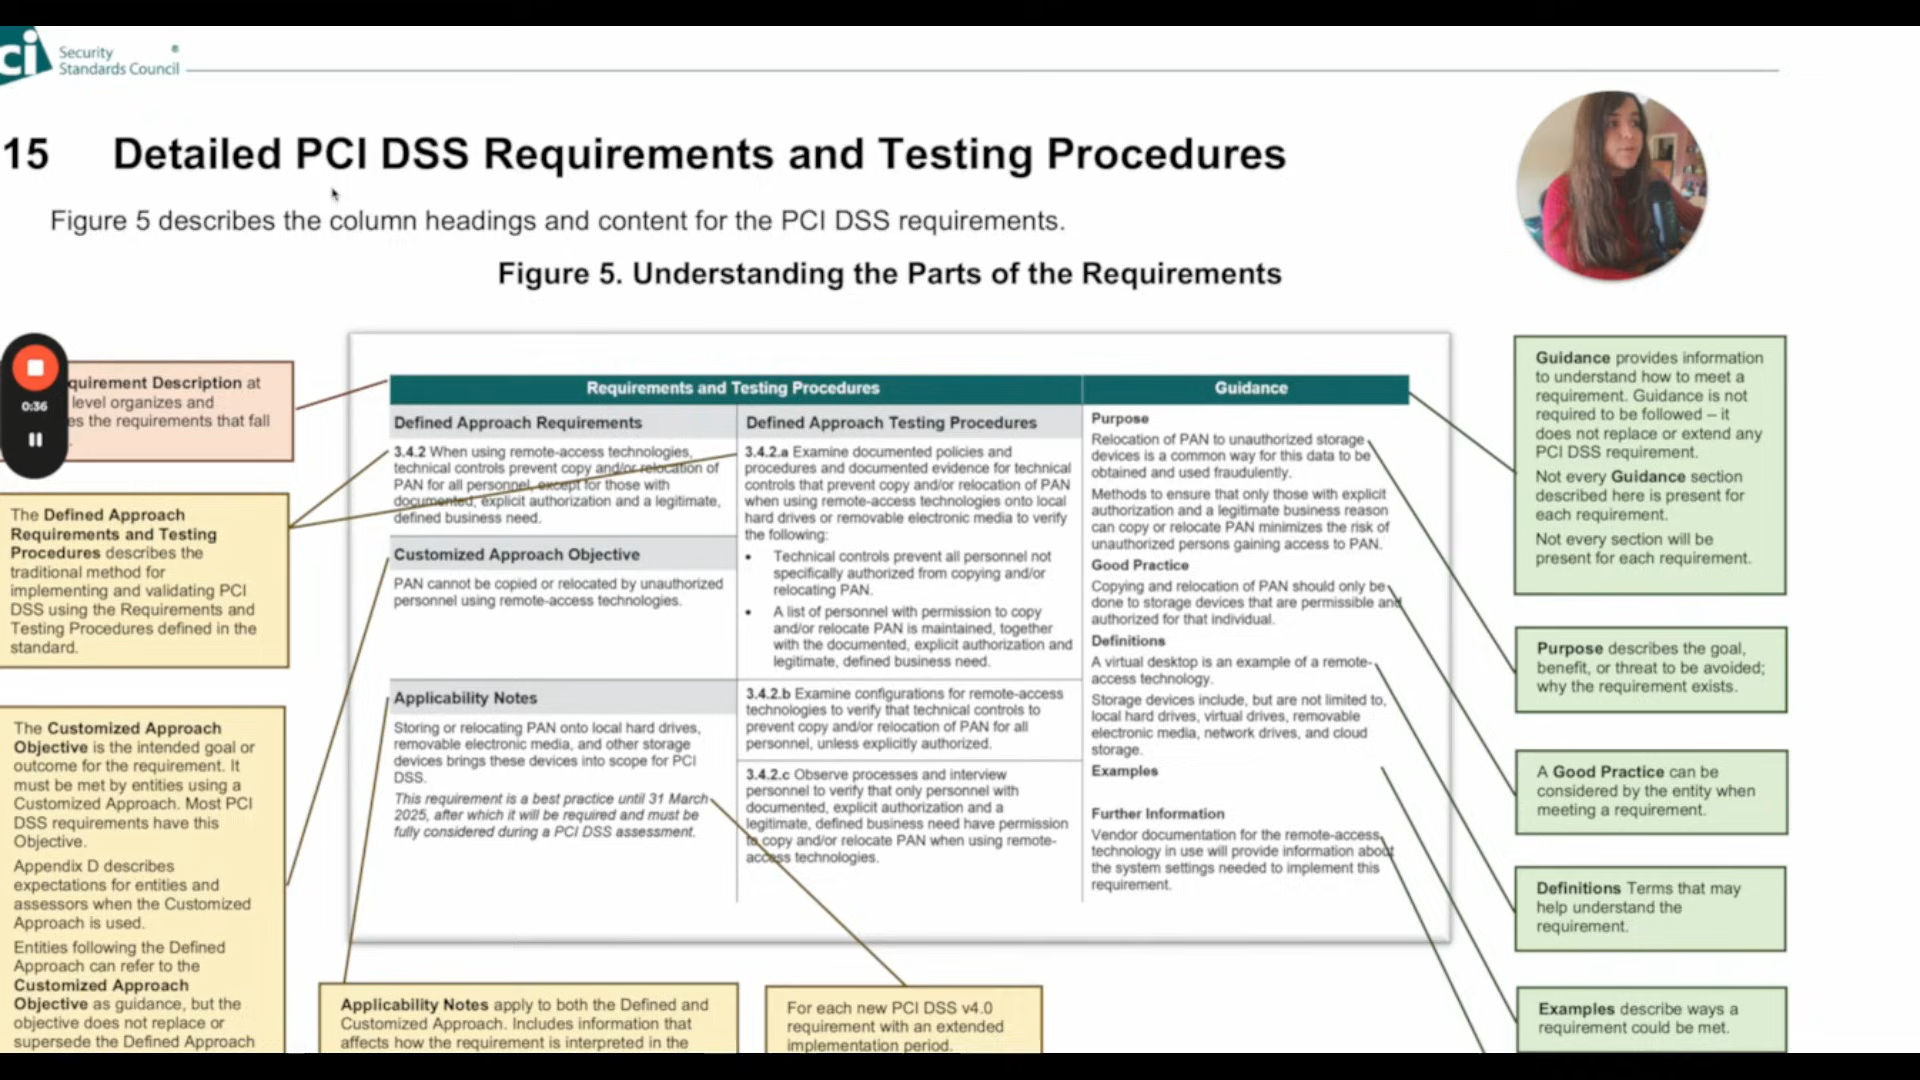 ci Security
Standards Council®
15 Detailed PCI DSS Requirements and Testing Procedures
Figure 5 describes the column headings and content for the PCI DSS requirements.
Figure 5. Understanding the Parts of the Requirements
0:36
quirement Description at
level organizes and
es the requirements that fall
.
The Defined Approach
Requirements and Testing
Procedures describes the
traditional method for
implementing and validating PCI
DSS using the Requirements and
Testing Procedures defined in the
standard.
The Customized Approach
Objective is the intended goal or
outcome for the requirement. It
must be met by entities using a
Customized Approach. Most PCI
DSS requirements have this
Objective.
Appendix D describes
expectations for entities and
assessors when the Customized
Approach is used.
Entities following the Defined
Approach can refer to the
Customized Approach
Objective as guidance, but the
objective does not replace or
supersede the Defined Approach
Requirements and Testing Procedures
Defined Approach Requirements
3.4.2 When using remote-access technologies,
technical controls prevent copy and/or relocation of
PAN for all personnel, except for those with
documented, explicit authorization and a legitimate,
defined business need.
Customized Approach Objective
PAN cannot be copied or relocated by unauthorized
personnel using remote-access technologies.
Applicability Notes
Storing or relocating PAN onto local hard drives,
removable electronic media, and other storage
devices brings these devices into scope for PCI
DSS.
This requirement is a best practice until 31 March
2025, after which it will be required and must be
fully considered during a PCI DSS assessment.
Defined Approach Testing Procedures
3.4.2.a Examine documented policies and
procedures and documented evidence for technical
controls that prevent copy and/or relocation of PAN
when using remote-access technologies onto local
hard drives or removable electronic media to verify
the following:
• Technical controls prevent all personnel not
specifically authorized from copying and/or
relocating PAN.
• A list of personnel with permission to copy
and/or relocate PAN is maintained, together
with the documented, explicit authorization and
legitimate, defined business need.
3.4.2.b Examine configurations for remote-access
technologies to verify that technical controls to
prevent copy and/or relocation of PAN for all
personnel, unless explicitly authorized.
3.4.2.c Observe processes and interview
personnel to verify that only personnel with
documented, explicit authorization and a
legitimate, defined business need have permission
to copy and/or relocate PAN when using remote-
access technologies.
Guidance
Purpose
Relocation of PAN to unauthorized storage
devices is a common way for this data to be
obtained and used fraudulently.
Methods to ensure that only those with explicit
authorization and a legitimate business reason
can copy or relocate PAN minimizes the risk of
unauthorized persons gaining access to PAN.
Good Practice
Copying and relocation of PAN should only be
done to storage devices that are permissible and
authorized for that individual.
Definitions
A virtual desktop is an example of a remote-
access technology.
Storage devices include, but are not limited to,
local hard drives, virtual drives, removable
electronic media, network drives, and cloud
storage.
Examples
Further Information
Vendor documentation for the remote-access
technology in use will provide information about
the system settings needed to implement this
requirement.
Guidance provides information
to understand how to meet a
requirement. Guidance is not
required to be followed – it
does not replace or extend any
PCI DSS requirement.
Not every Guidance section
described here is present for
each requirement.
Not every section will be
present for each requirement.
Purpose describes the goal,
benefit, or threat to be avoided;
why the requirement exists.
A Good Practice can be
considered by the entity when
meeting a requirement.
Definitions Terms that may
help understand the
requirement.
Examples describe ways a
requirement could be met.
Applicability Notes apply to both the Defined and
Customized Approach. Includes information that
affects how the requirement is interpreted in the
For each new PCI DSS v4.0
requirement with an extended
implementation period.